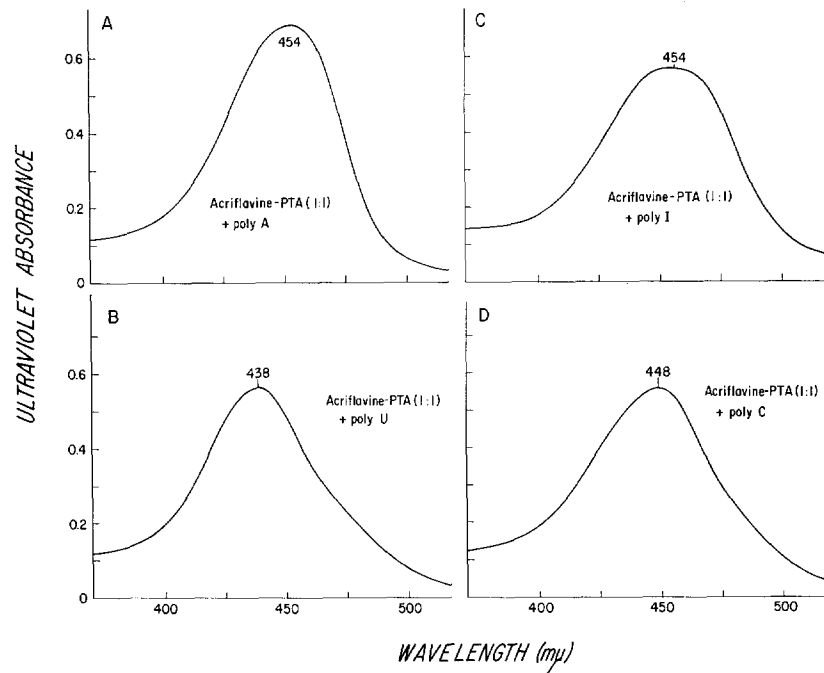 A
C
454
454
0.6
0.4
0.2
0
Acriflavine-PTA (1:1)
+ poly A
Acriflavine-PTA (1:1)
+ poly I
ULTRAVIOLET ABSORBANCE
B
D
438
448
0.6
0.4
0.2
0
Acriflavine-PTA (1:1)
+ poly U
Acriflavine-PTA (1:1)
+ poly C
400
450
500
400
450
500
WAVELENGTH (mμ)